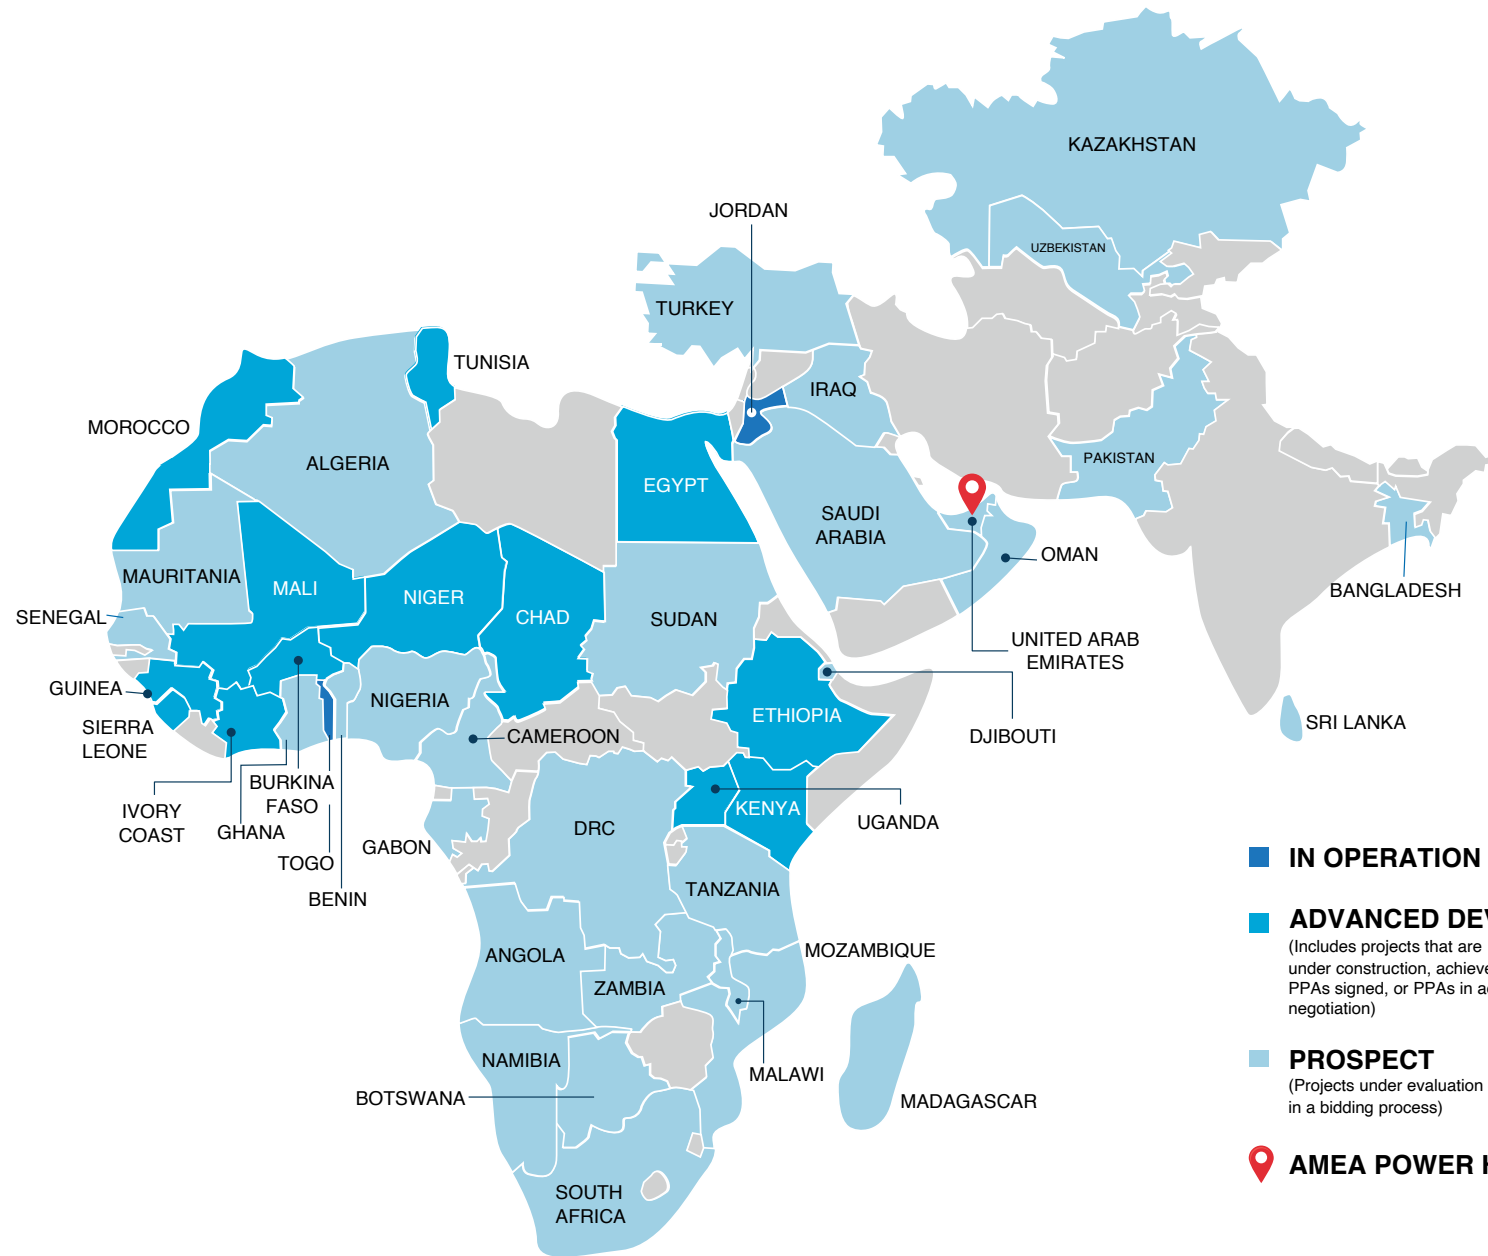 KAZAKHSTAN
JORDAN
UZBEKISTAN
TURKEY
TUNISIA
IRAQ
MOROCCO
ALGERIA
PAKISTAN
EGYPT
SAUDI
ARABIA
OMAN
MAURITANIA
MALI
NIGER
CHAD
BANGLADESH
SENEGAL
SUDAN
UNITED ARAB
EMIRATES
GUINEA
NIGERIA
ETHIOPIA
SRI LANKA
SIERRA
LEONE
CAMEROON
DJIBOUTI
BURKINA
FASO
IVORY
COAST
GHANA
KENYA
UGANDA
DRC
GABON
TOGO
BENIN
TANZANIA
IN OPERATION
ADVANCED DEV
(Includes projects that are
under construction, achieve
PPAs signed, or PPAs in a
negotiation)
MOZAMBIQUE
ANGOLA
ZAMBIA
NAMIBIA
MALAWI
BOTSWANA
MADAGASCAR
PROSPECT
(Projects under evaluation
in a bidding process)
AMEA POWER H
SOUTH
AFRICA